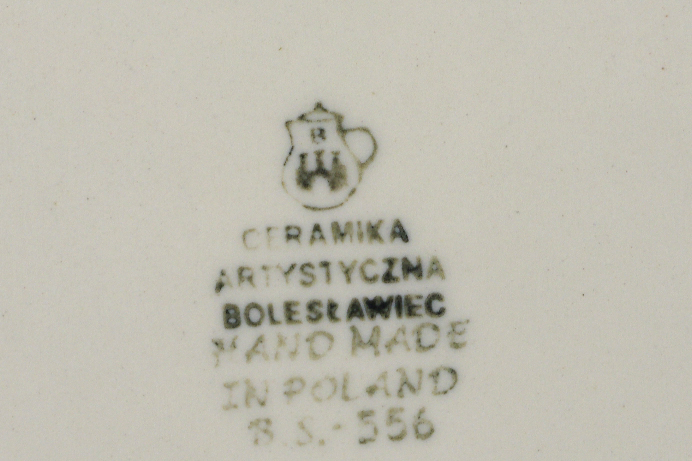 B
CERAMIKA
ARTYSTYCZNA
BOLESŁAWIEC
HAND MADE
IN POLAND
B.S.-556